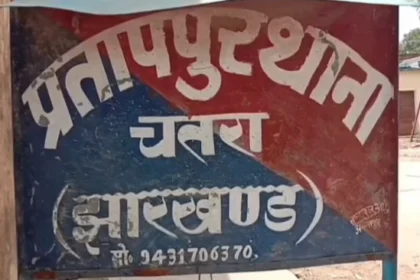 प्रतापपुर थाना
चतरा
(झारखण्ड)
मो० 9431706370.